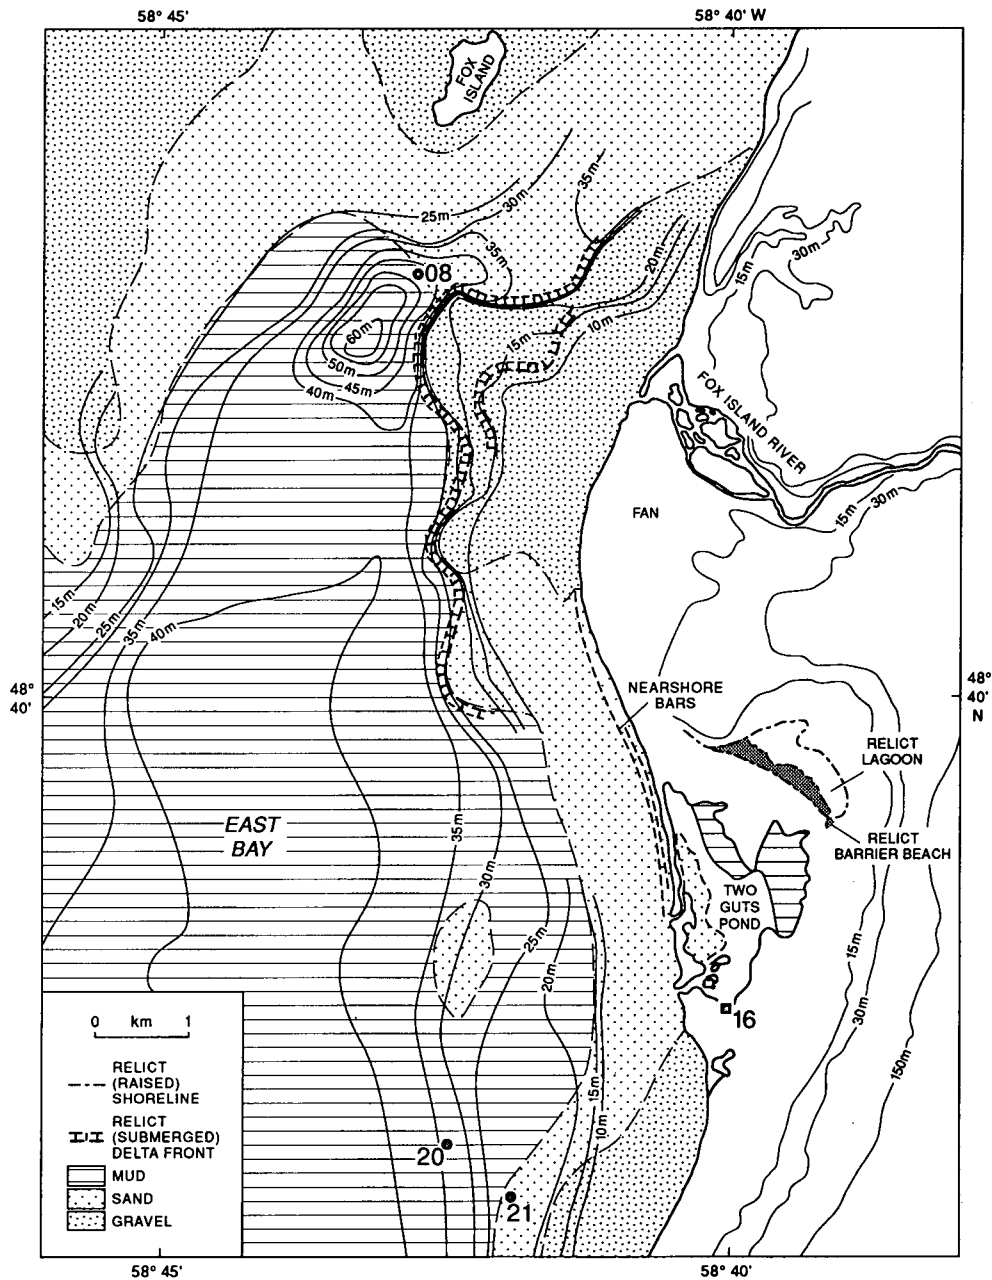 58° 45'
58° 40' W
FOX
ISLAND
35m
30m
25m
35m
20m
15m
30m
08
60m
50m
45m
40m
15m
10m
FOX ISLAND RIVER
FAN
15m
30m
15m
20m
25m
35m
40m
48°
40'
48°
40'
N
NEARSHORE
BARS
RELICT
LAGOON
RELICT
BARRIER BEACH
EAST
BAY
35m
30m
25m
20m
TWO
GUTS
POND
15m
30m
150m
16
15m
10m
20
21
0 km 1
RELICT
(RAISED)
SHORELINE
RELICT
(SUBMERGED)
DELTA FRONT
MUD
SAND
GRAVEL
58° 45'
58° 40'